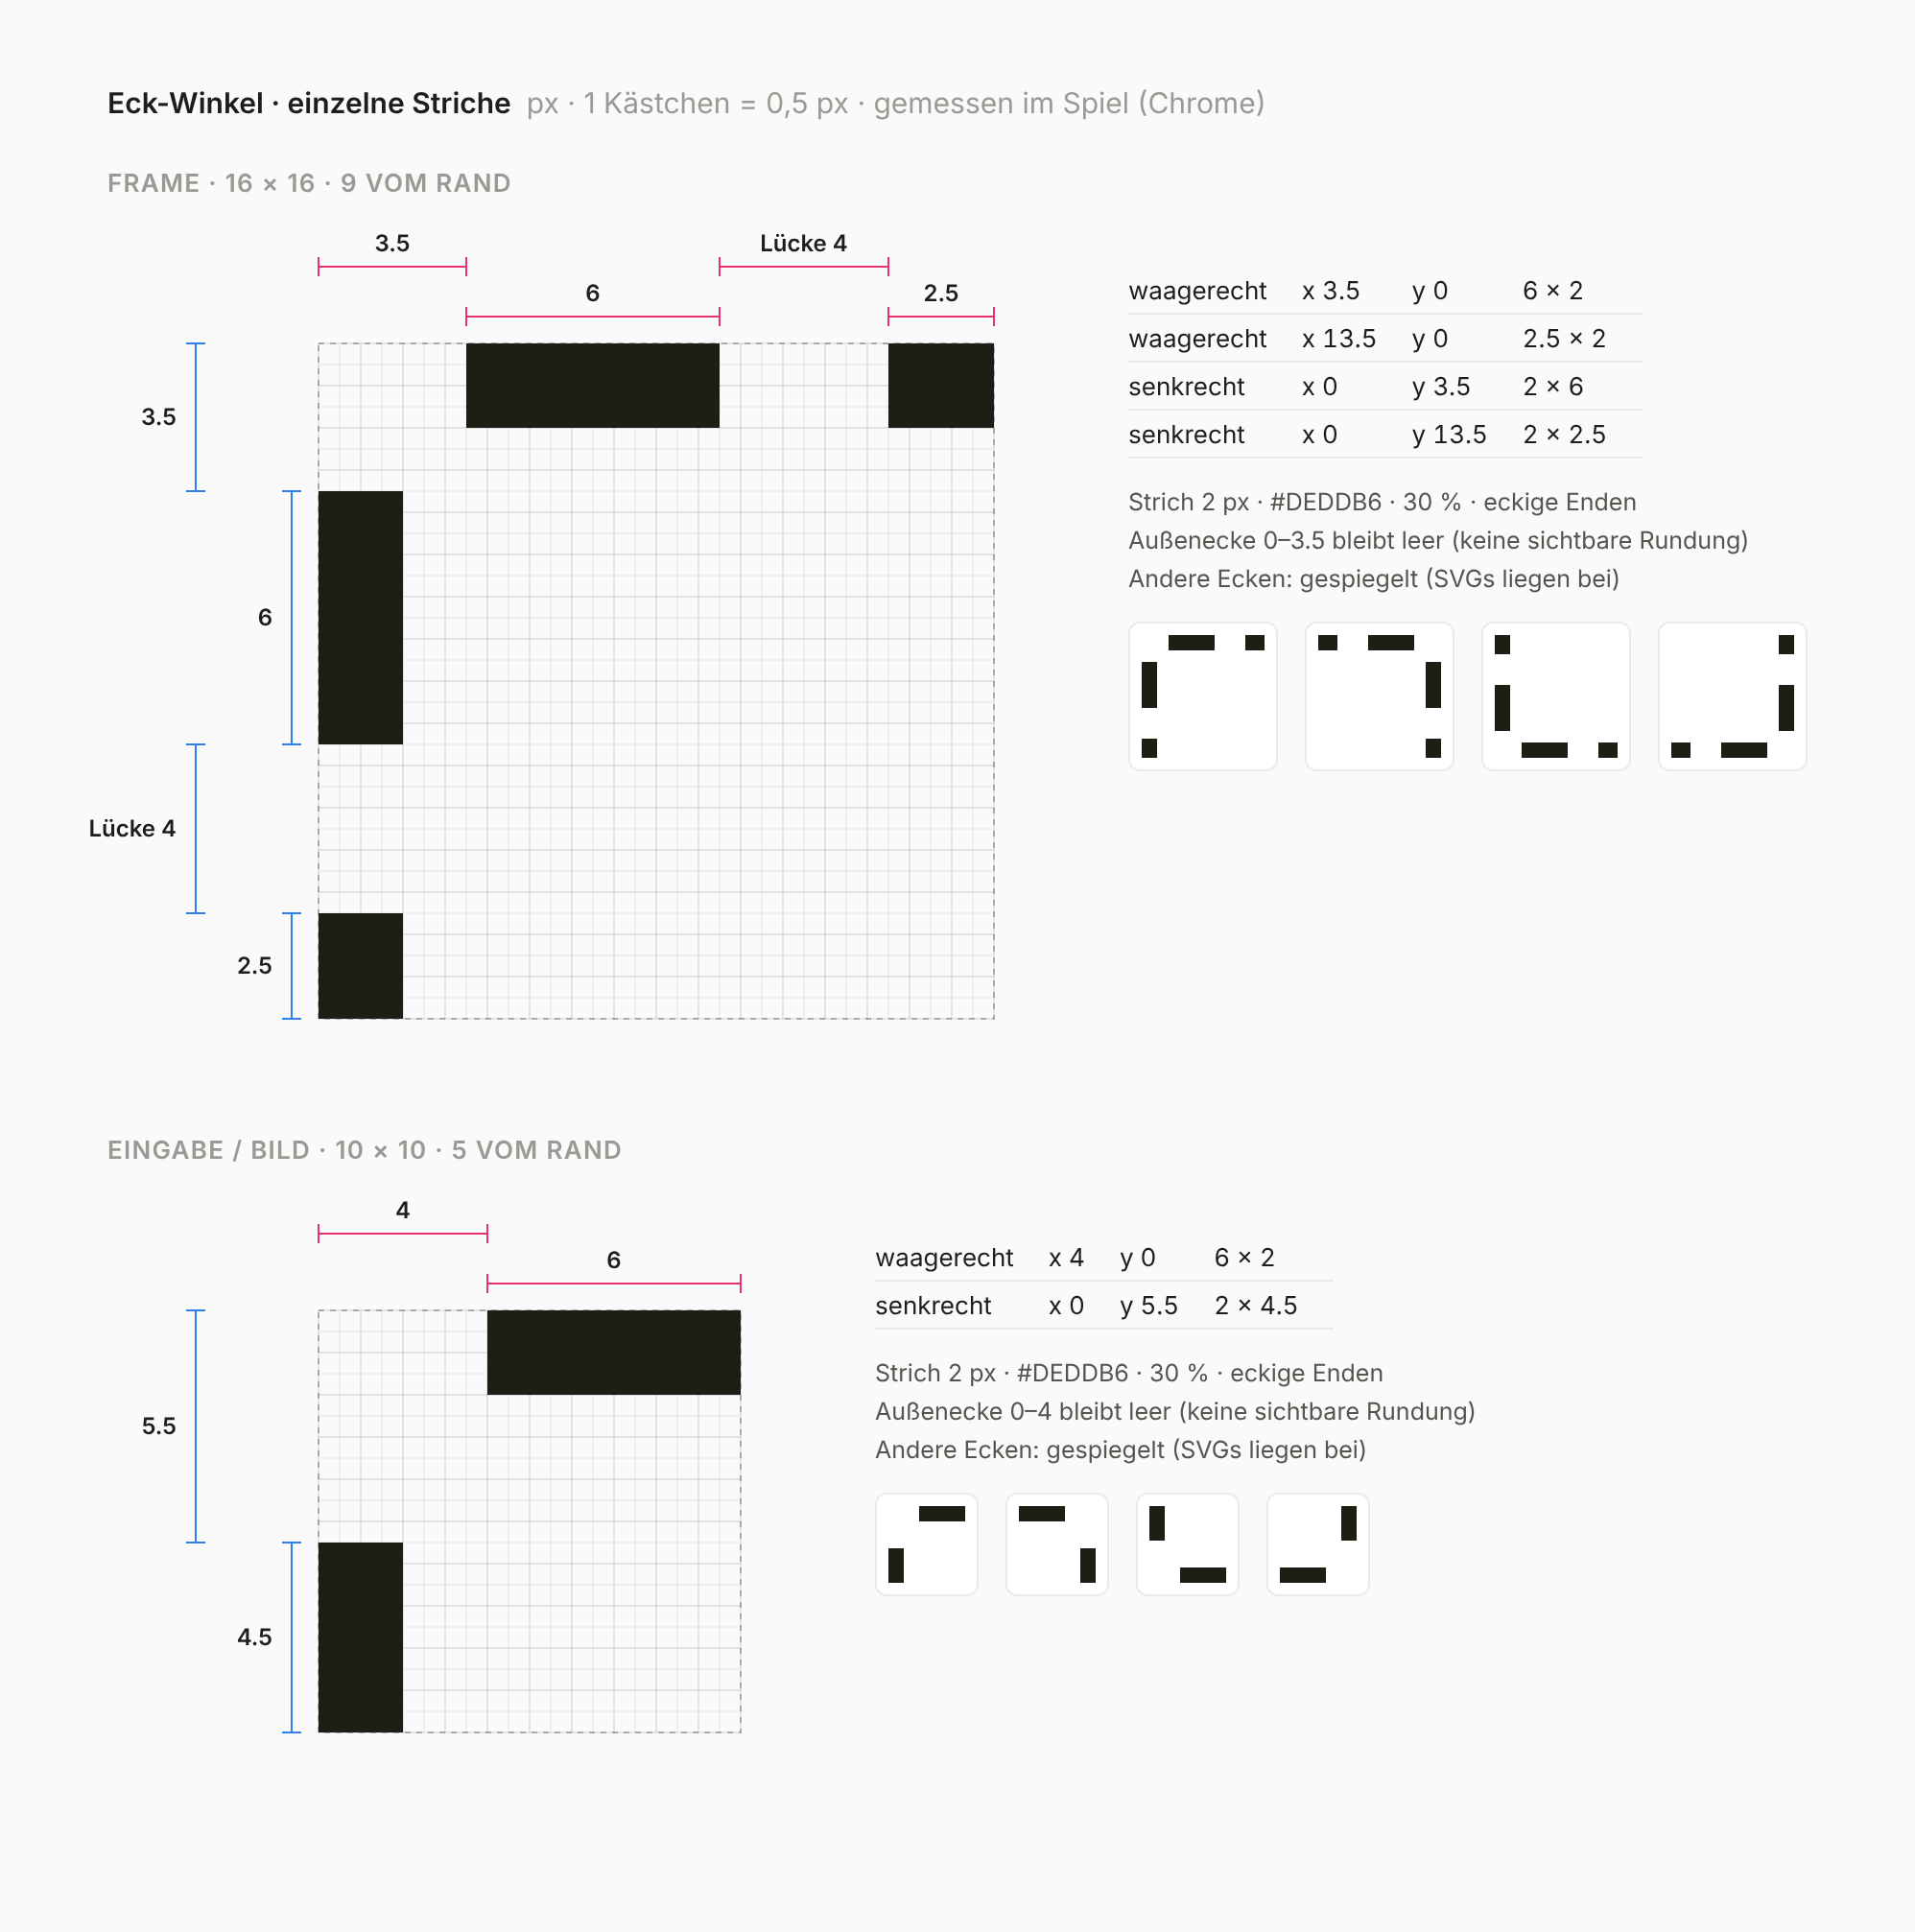 Eck-Winkel · einzelne Striche px · 1 Kästchen = 0,5 px · gemessen im Spiel (Chrome)
FRAME · 16 × 16 · 9 VOM RAND
3.5
Lücke 4
6
2.5
3.5
6
Lücke 4
2.5
waagerecht x 3.5 y 0 6 × 2
waagerecht x 13.5 y 0 2.5 × 2
senkrecht x 0 y 3.5 2 × 6
senkrecht x 0 y 13.5 2 × 2.5
Strich 2 px · #DEDDB6 · 30 % · eckige Enden
Außenecke 0–3.5 bleibt leer (keine sichtbare Rundung)
Andere Ecken: gespiegelt (SVGs liegen bei)
EINGABE / BILD · 10 × 10 · 5 VOM RAND
4
6
5.5
4.5
waagerecht x 4 y 0 6 × 2
senkrecht x 0 y 5.5 2 × 4.5
Strich 2 px · #DEDDB6 · 30 % · eckige Enden
Außenecke 0–4 bleibt leer (keine sichtbare Rundung)
Andere Ecken: gespiegelt (SVGs liegen bei)